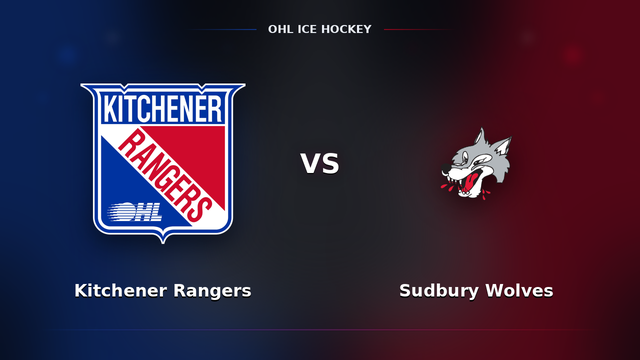 OHL ICE HOCKEY
KITCHENER
RANGERS
OHL
VS
Kitchener Rangers
Sudbury Wolves